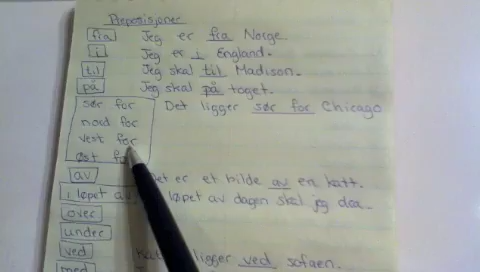 Preposisjoner
fra Jeg er fra Norge.
i Jeg er i England.
til Jeg skal til Madison.
på Jeg skal på toget.
sør for Det ligger sør for Chicago
nord for
vest for
øst
av et er et bilde av en katt.
i løpet av løpet av dagen skal jeg
over
under
ved ligger ved sofaen.
med